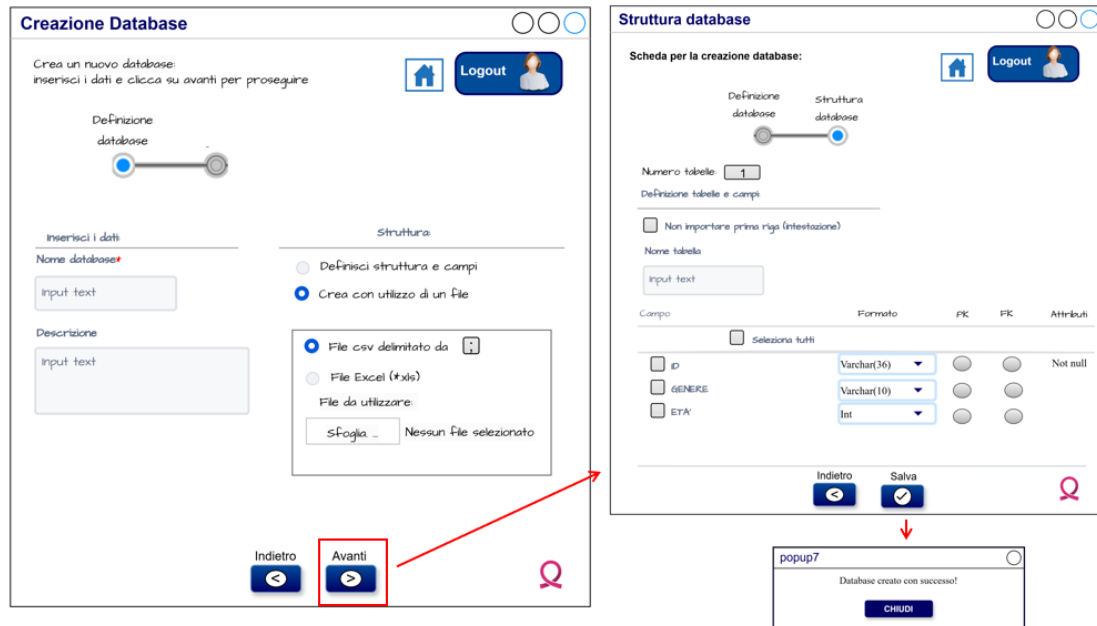 Creazione Database
Crea un nuovo database:
inserisci i dati e clicca su avanti per proseguire
Logout
Definizione
database
Inserisci i dati:
Struttura:
Nome database*
Input text
Definisci struttura e campi
Crea con utilizzo di un file
Descrizione
Input text
File csv delimitato da ;
File Excel (*.xls)
File da utilizzare:
Sfoglia ... Nessun file selezionato
Indietro Avanti
< >
Struttura database
Scheda per la creazione database:
Logout
Definizione
database
Struttura
database
Numero tabelle: 1
Definizione tabelle e campi:
Non importare prima riga (intestazione)
Nome tabella
Input text
Campo Formato PK FK Attributi
Seleziona tutti
ID Varchar(36) Not null
GENERE Varchar(10)
ETA' Int
Indietro Salva
<
popup7
Database creato con successo!
CHIUDI